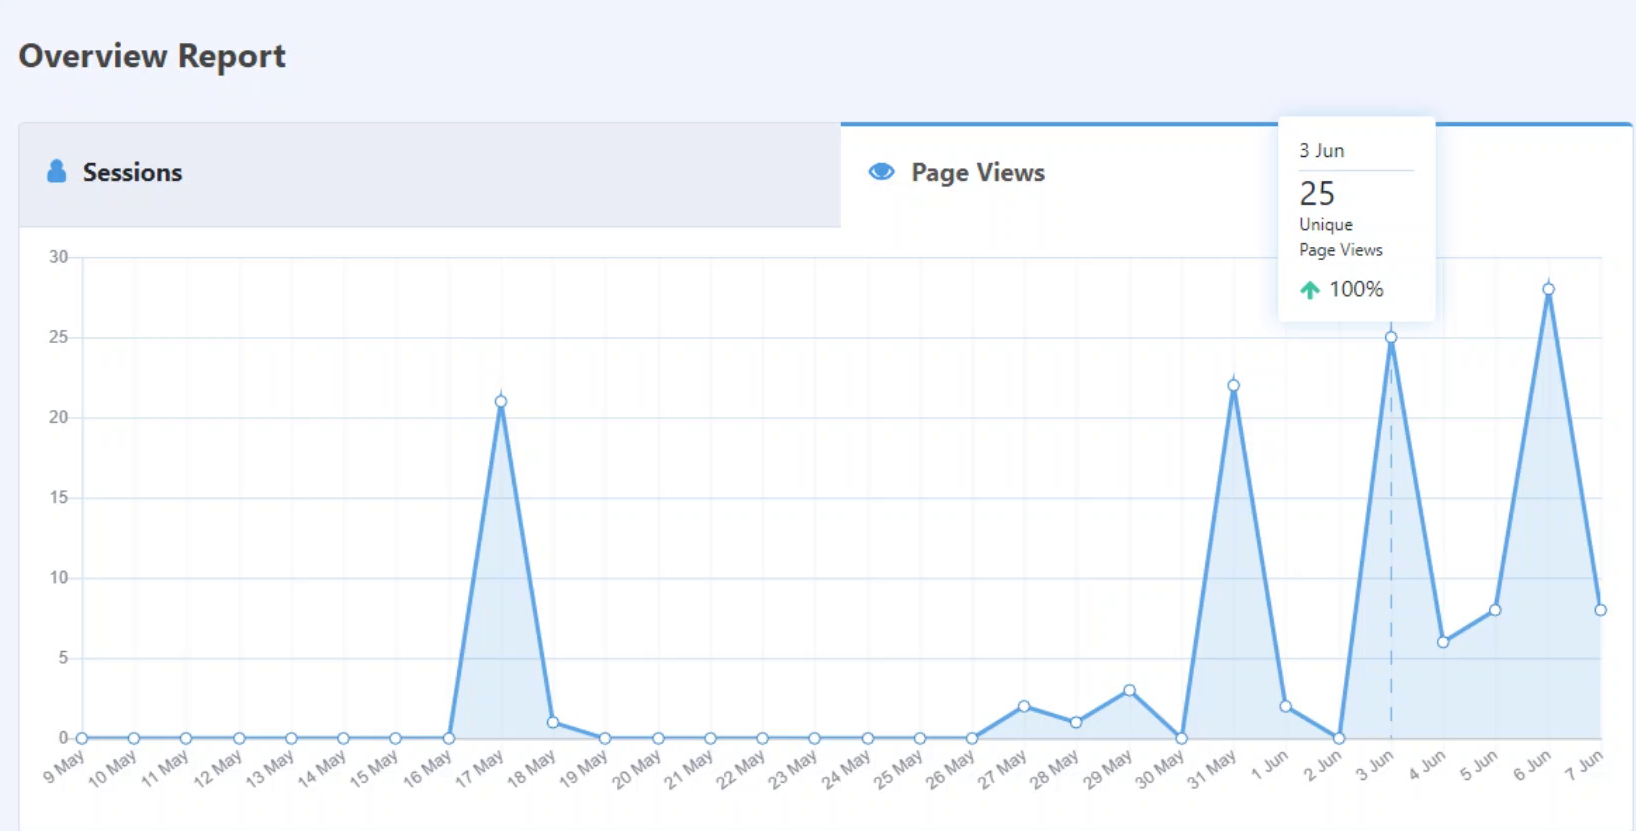 Overview Report
Sessions
Page Views
3 Jun
25
Unique
Page Views
100%
30
25
20
15
10
5
0
9 May
10 May
11 May
12 May
13 May
14 May
15 May
16 May
17 May
18 May
19 May
20 May
21 May
22 May
23 May
24 May
25 May
26 May
27 May
28 May
29 May
30 May
31 May
1 Jun
2 Jun
3 Jun
4 Jun
5 Jun
6 Jun
7 Jun